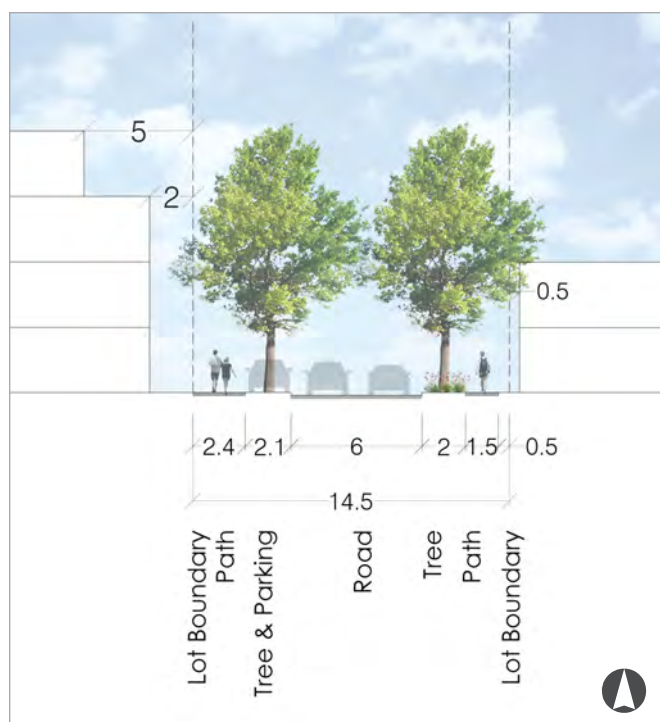 5
2
0.5
2.4 2.1 6 2 1.5 0.5
14.5
Lot Boundary
Path
Tree & Parking
Road
Tree
Path
Lot Boundary